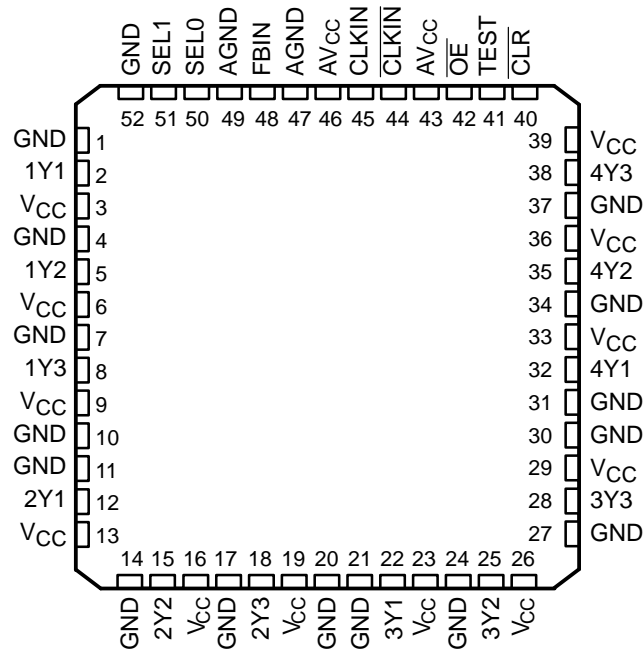 GND SEL1 SEL0 AGND FBIN AGND AVCC CLKIN CLKIN AVCC OE TEST CLR
52 51 50 49 48 47 46 45 44 43 42 41 40
GND 1
1Y1 2
VCC 3
GND 4
1Y2 5
VCC 6
GND 7
1Y3 8
VCC 9
GND 10
GND 11
2Y1 12
VCC 13
39 VCC
38 4Y3
37 GND
36 VCC
35 4Y2
34 GND
33 VCC
32 4Y1
31 GND
30 GND
29 VCC
28 3Y3
27 GND
14 15 16 17 18 19 20 21 22 23 24 25 26
GND 2Y2 VCC GND 2Y3 VCC GND GND 3Y1 VCC GND 3Y2 VCC